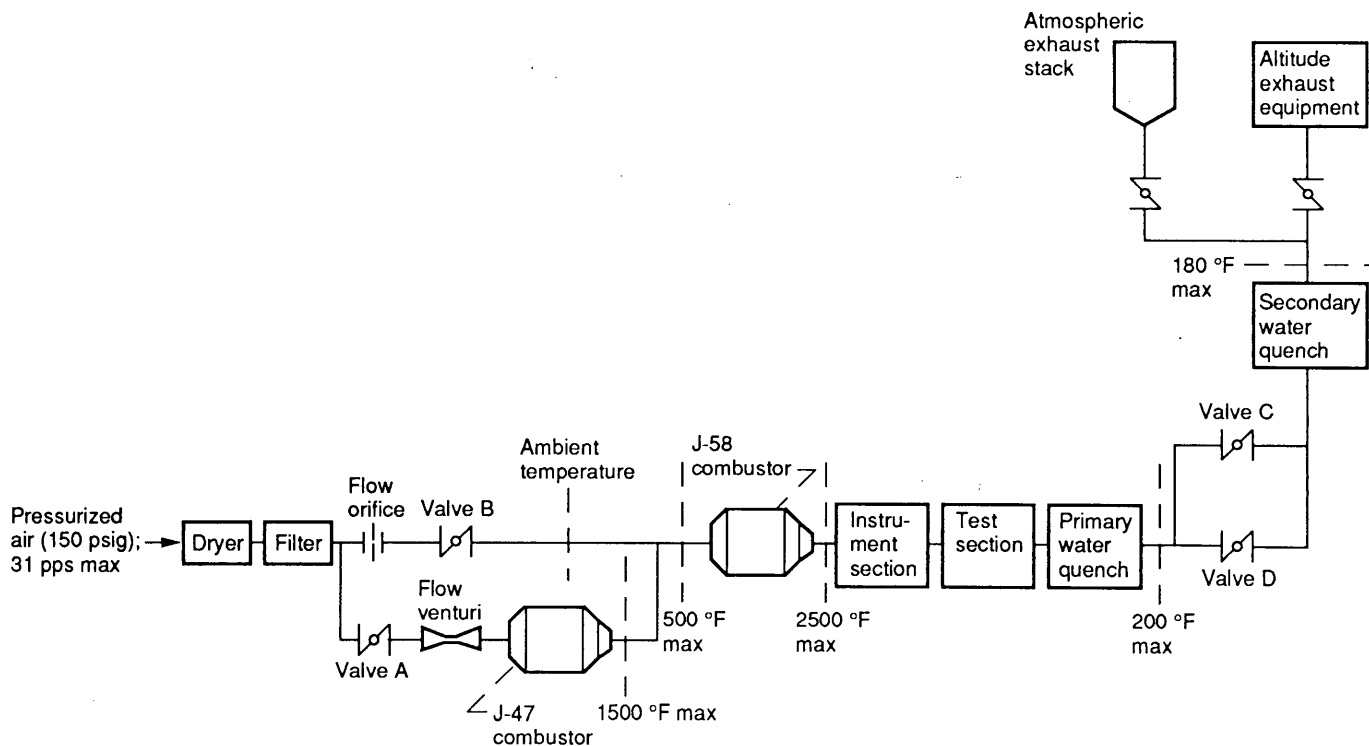 Atmospheric
exhaust
stack
Altitude
exhaust
equipment
180 °F
max
Secondary
water
quench
Valve C
Valve D
Pressurized
air (150 psig);
31 pps max
Dryer
Filter
Flow
orifice
Valve B
Ambient
temperature
J-58
combustor
Instru-
ment
section
Test
section
Primary
water
quench
Flow
venturi
Valve A
J-47
combustor
1500 °F max
500 °F
max
2500 °F
max
200 °F
max